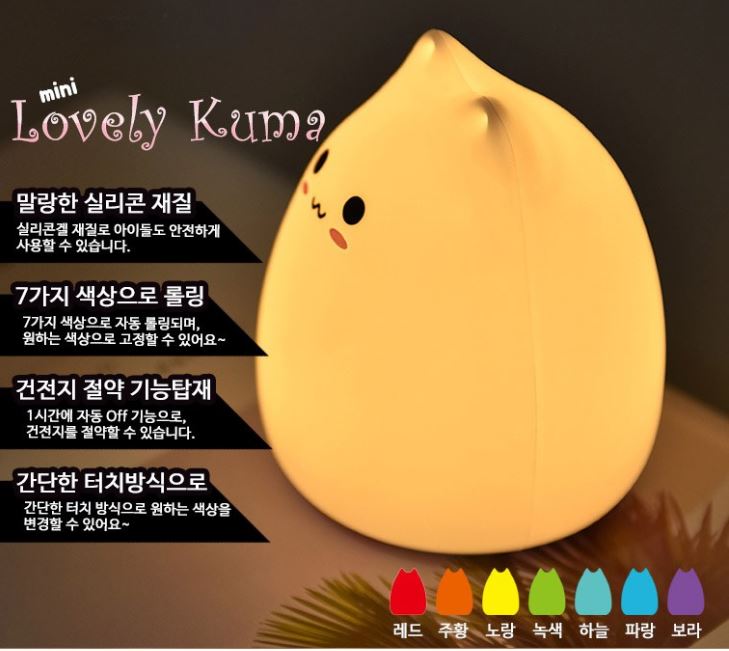 mini
Lovely Kuma
말랑한 실리콘 재질
실리콘겔 재질로 아이들도 안전하게
사용할 수 있습니다.
7가지 색상으로 롤링
7가지 색상으로 자동 롤링되며,
원하는 색상으로 고정할 수 있어요~
건전지 절약 기능탑재
1시간에 자동 Off 기능으로,
건전지를 절약할 수 있습니다.
간단한 터치방식으로
간단한 터치 방식으로 원하는 색상을
변경할 수 있어요~
레드 주황 노랑 녹색 하늘 파랑 보라